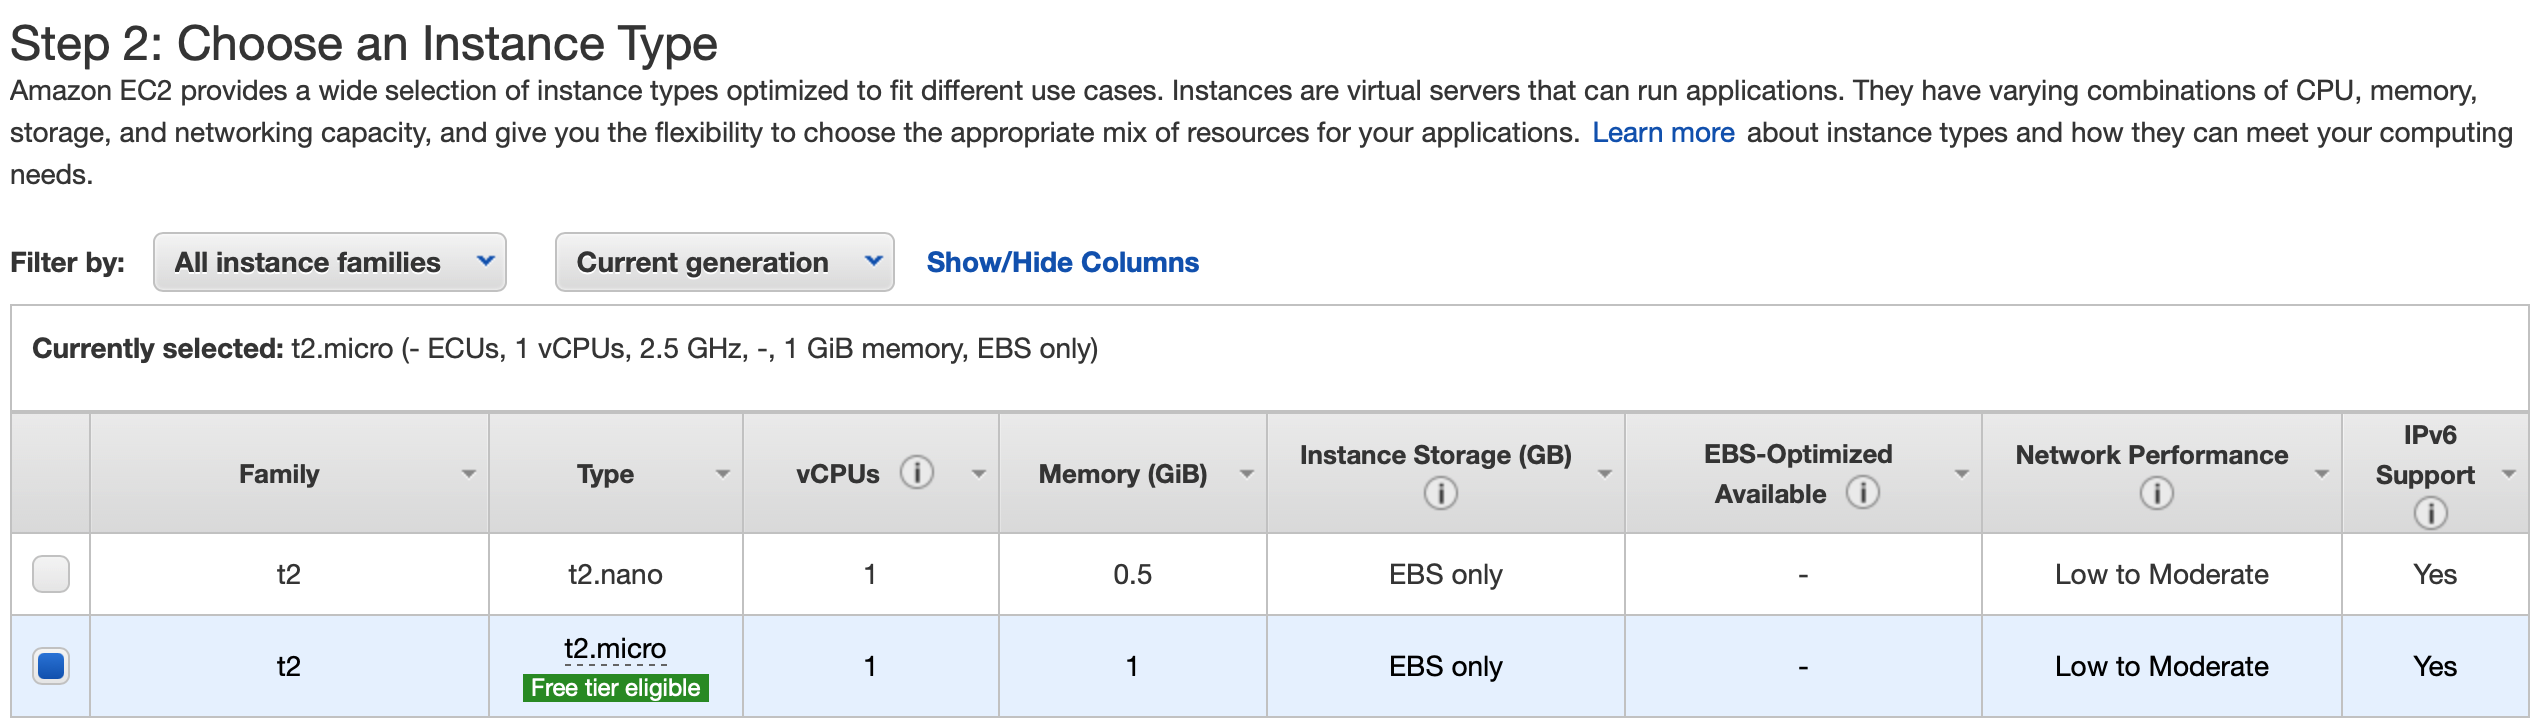 Step 2: Choose an Instance Type
Amazon EC2 provides a wide selection of instance types optimized to fit different use cases. Instances are virtual servers that can run applications. They have varying combinations of CPU, memory,
storage, and networking capacity, and give you the flexibility to choose the appropriate mix of resources for your applications. Learn more about instance types and how they can meet your computing
needs.
Filter by: All instance families Current generation Show/Hide Columns
Currently selected: t2.micro (- ECUs, 1 vCPUs, 2.5 GHz, -, 1 GiB memory, EBS only)
Family Type vCPUs Memory (GiB) Instance Storage (GB) EBS-Optimized Available Network Performance IPv6 Support
t2 t2.nano 1 0.5 EBS only - Low to Moderate Yes
t2 t2.micro Free tier eligible 1 1 EBS only - Low to Moderate Yes